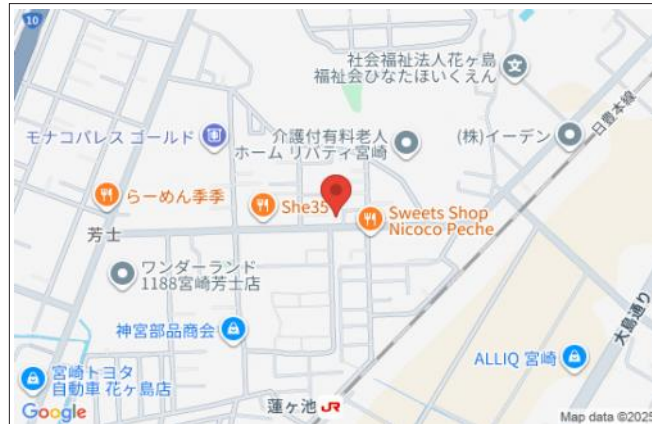 10
社会福祉法人花ヶ島
福祉会ひなたほいくえん
日豊本線
モナコパレス ゴールド
介護付有料老人
ホーム リバティ宮崎
(株)イーデン
らーめん季季
She35
Sweets Shop
Nicoco Peche
芳士
ワンダーランド
1188宮崎芳士店
神宮部品商会
大島通り
ALLIQ 宮崎
宮崎トヨタ
自動車 花ヶ島店
蓮ヶ池 JR
Google
Map data ©2025